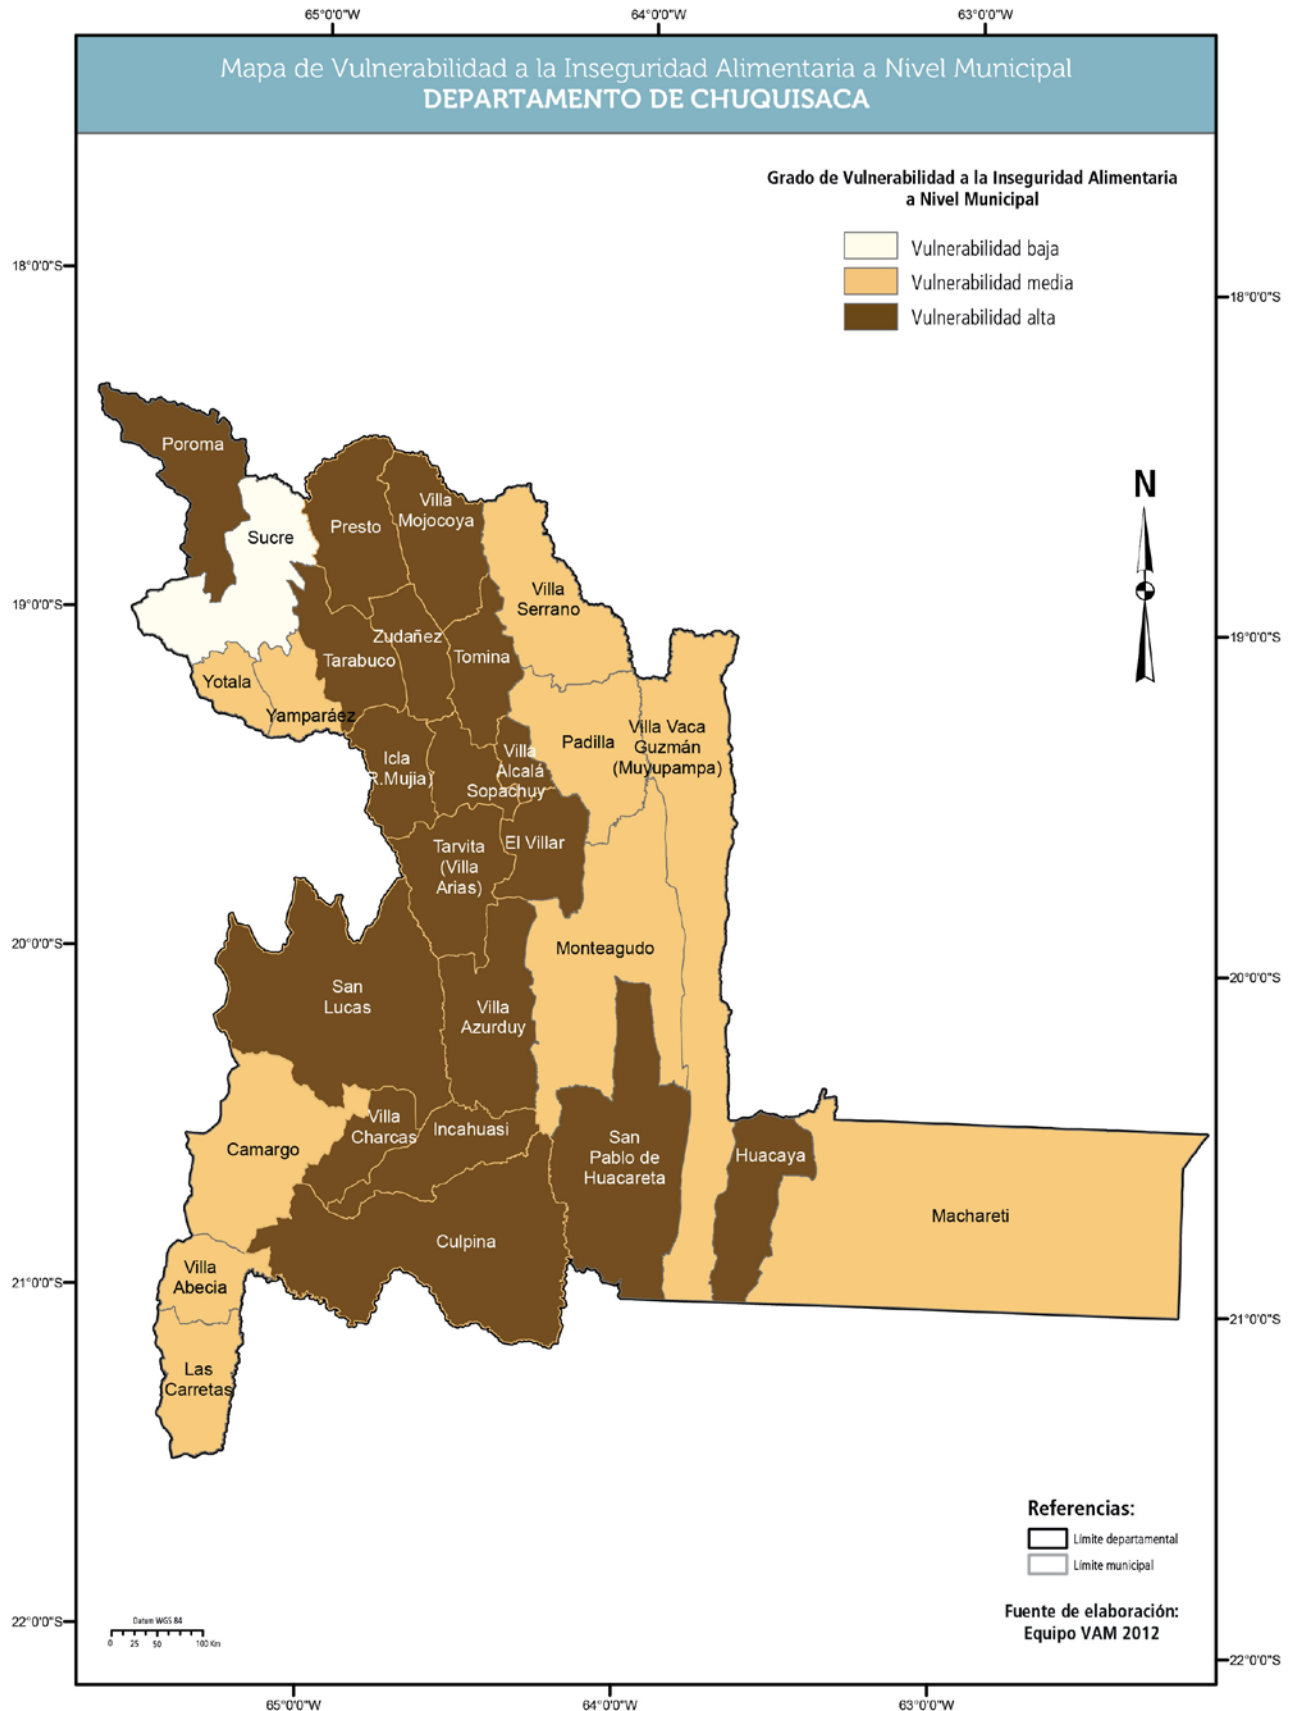 65°0'0"W
64°0'0"W
63°0'0"W
Mapa de Vulnerabilidad a la Inseguridad Alimentaria a Nivel Municipal
DEPARTAMENTO DE CHUQUISACA
Grado de Vulnerabilidad a la Inseguridad Alimentaria
a Nivel Municipal
Vulnerabilidad baja
Vulnerabilidad media
Vulnerabilidad alta
18°0'0"S
18°0'0"S
Poroma
N
Sucre
Presto
Villa
Mojocoya
Villa
Serrano
19°0'0"S
19°0'0"S
Zudañez
Tarabuco
Tomina
Yotala
Yamparáez
Padilla
Villa Vaca
Guzmán
(Muyupampa)
Icla
(R.Mujia)
Villa
Alcalá
Sopachuy
El Villar
Tarvita
(Villa
Arias)
20°0'0"S
20°0'0"S
Monteagudo
San
Lucas
Villa
Azurduy
Villa
Charcas
Incahuasi
Camargo
San
Pablo de
Huacareta
Huacaya
Machareti
Culpina
Villa
Abecia
21°0'0"S
21°0'0"S
Las
Carretas
Referencias:
Límite departamental
Límite municipal
Fuente de elaboración:
Equipo VAM 2012
Datum WGS 84
0 25 50 100 Km
22°0'0"S
22°0'0"S
65°0'0"W
64°0'0"W
63°0'0"W